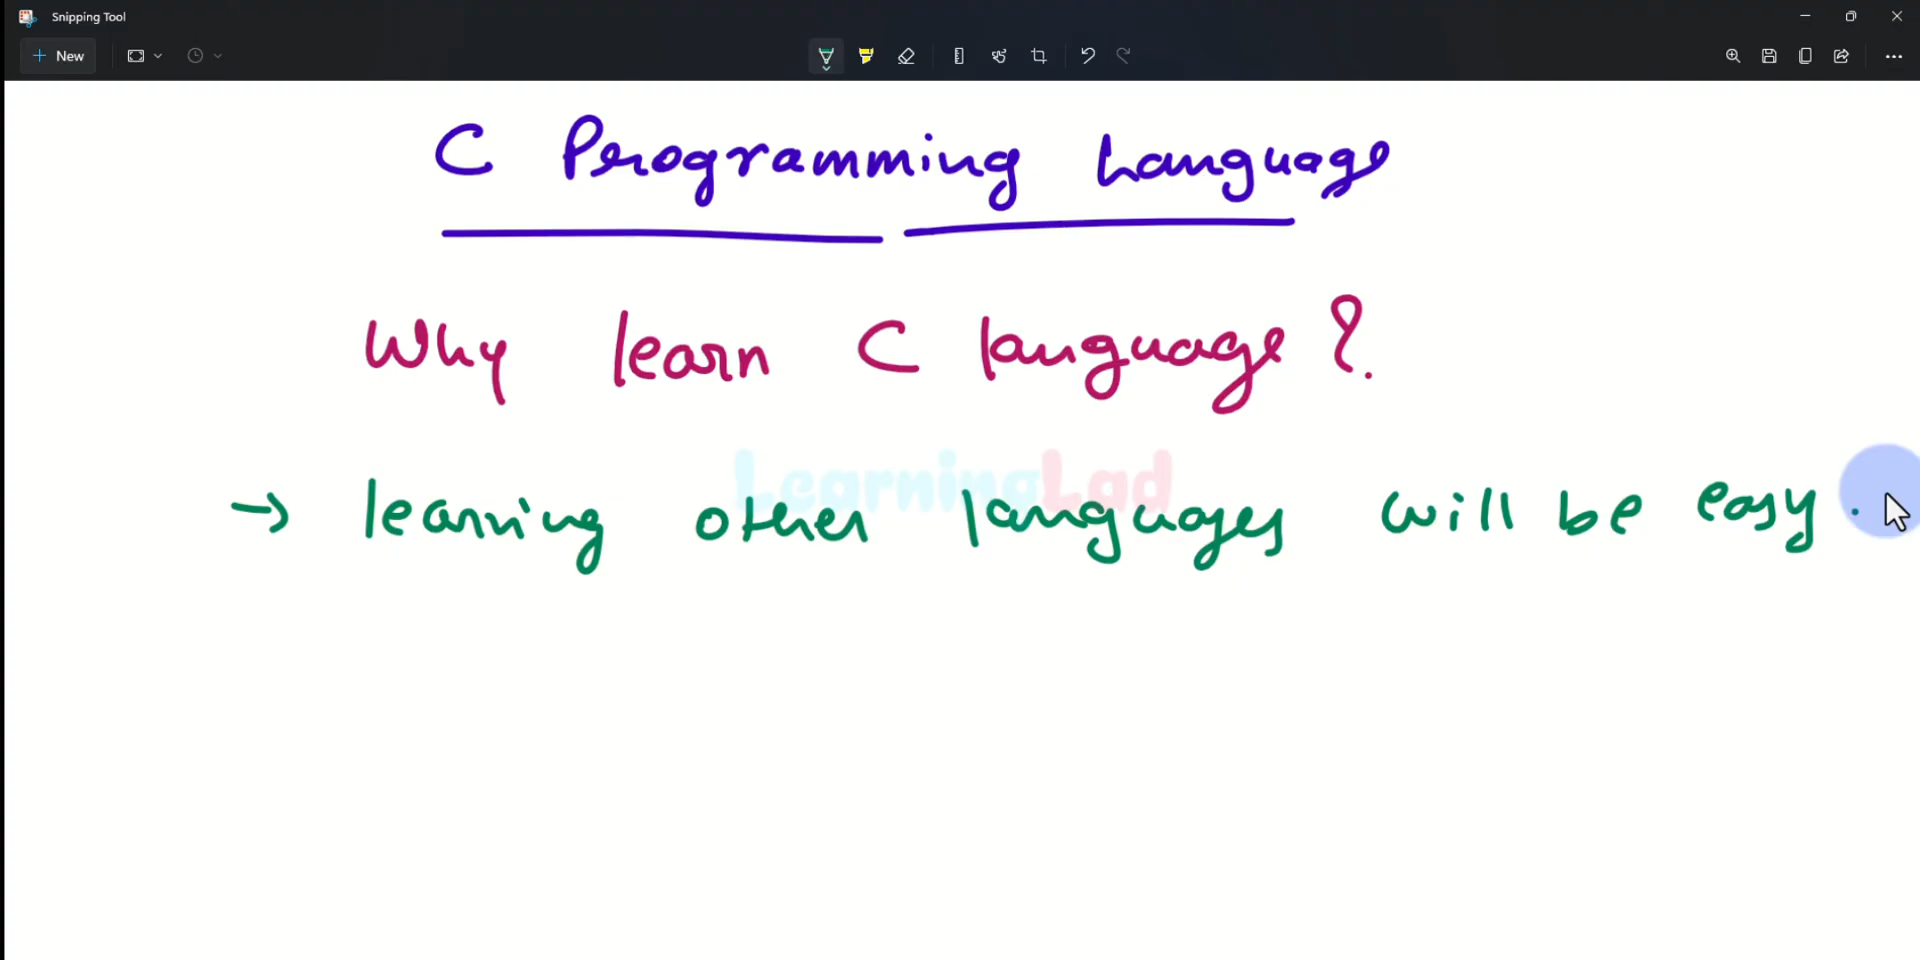 Snipping Tool
New
C Programming Language
Why learn C language?
LearningLad
→ learning other languages will be easy.